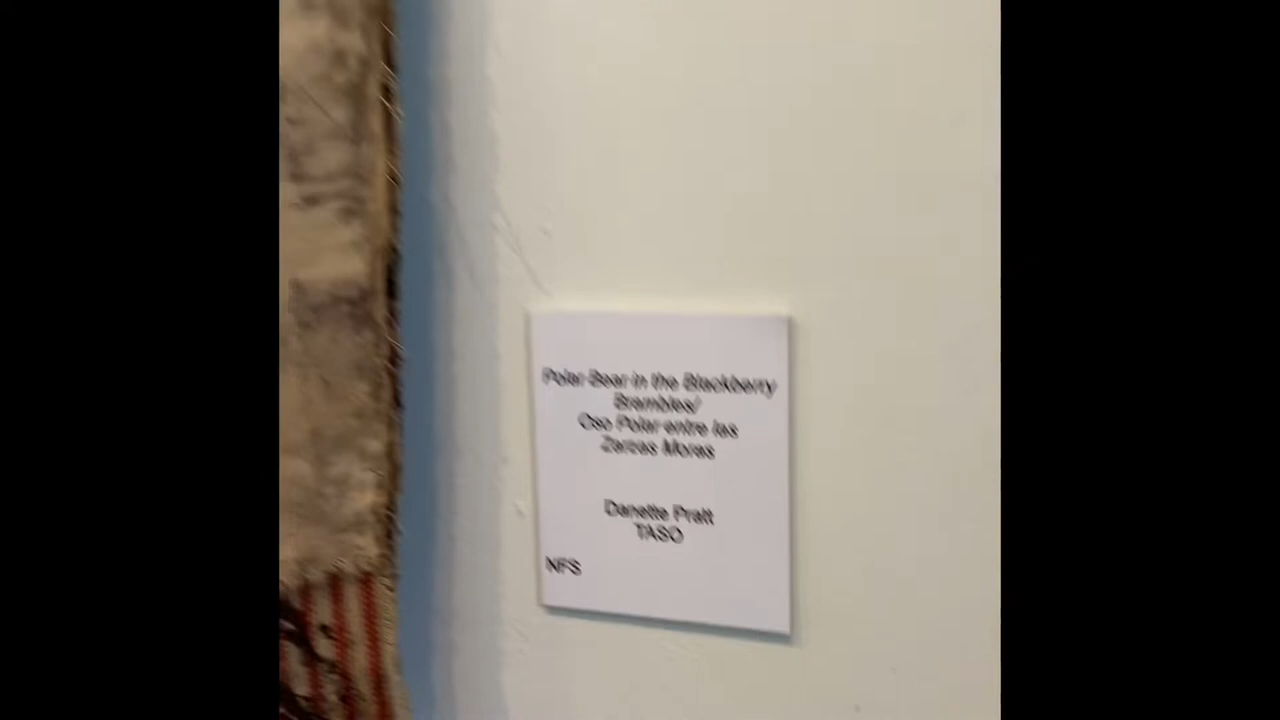 Polar Bear in the Blackberry
Brambles/
Oso Polar entre las
Zarzas Moras
Danette Pratt
TASO
NFS